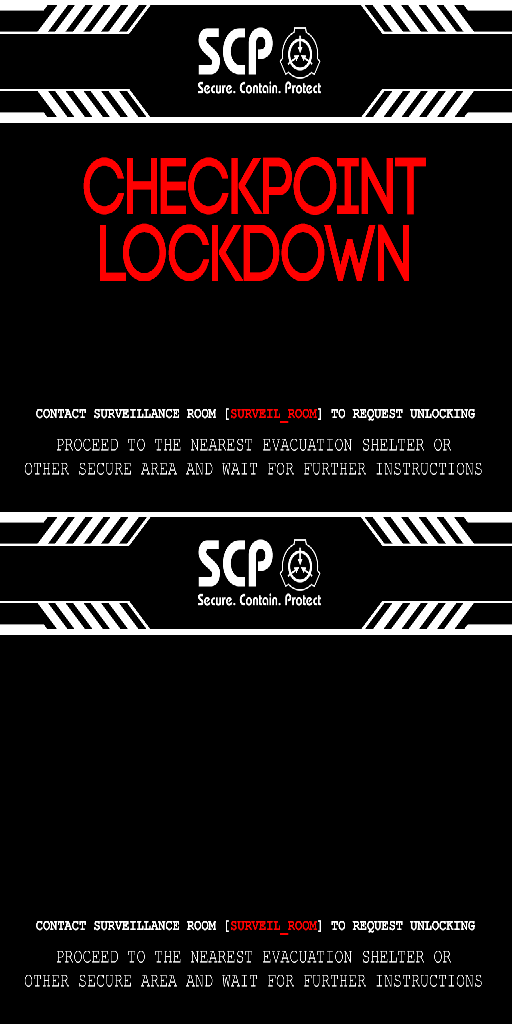 SCP
Secure. Contain. Protect
CHECKPOINT
LOCKDOWN
CONTACT SURVEILLANCE ROOM [SURVEIL_ROOM] TO REQUEST UNLOCKING
PROCEED TO THE NEAREST EVACUATION SHELTER OR
OTHER SECURE AREA AND WAIT FOR FURTHER INSTRUCTIONS
SCP
Secure. Contain. Protect
CONTACT SURVEILLANCE ROOM [SURVEIL_ROOM] TO REQUEST UNLOCKING
PROCEED TO THE NEAREST EVACUATION SHELTER OR
OTHER SECURE AREA AND WAIT FOR FURTHER INSTRUCTIONS